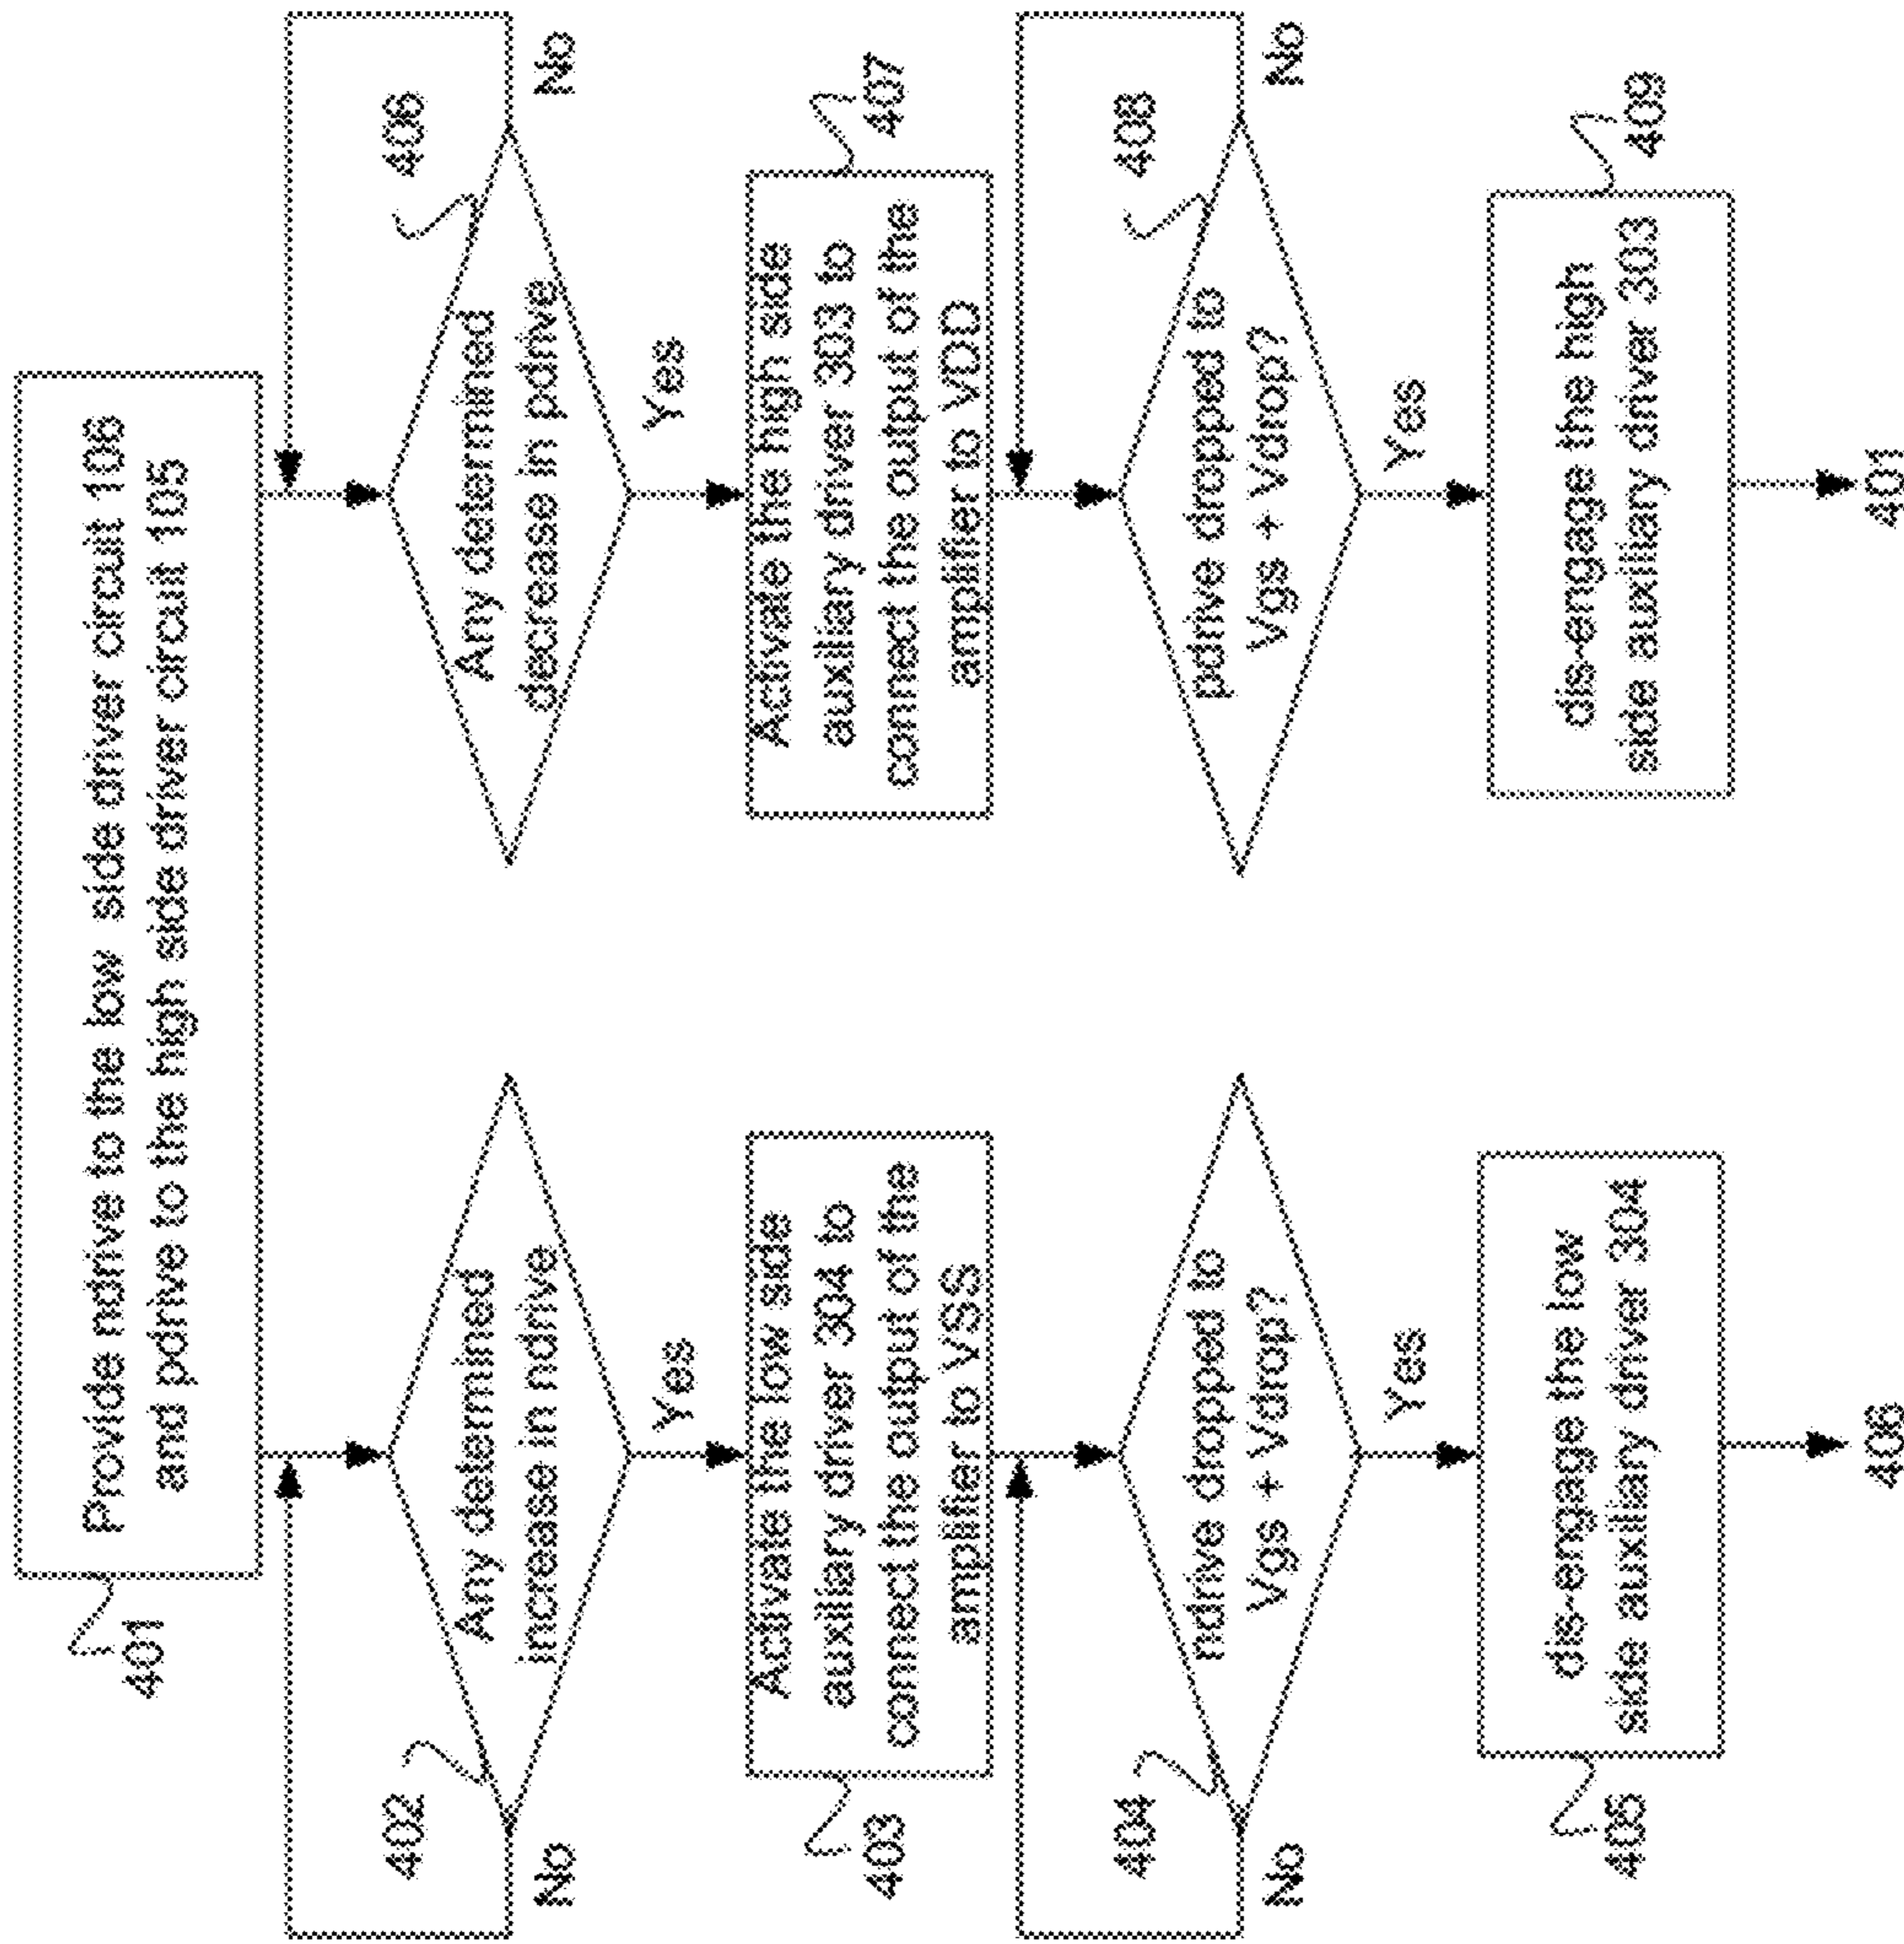 401
Provide ndrive to the low side driver circuit 106
and pdrive to the high side driver circuit 105
402
Any determined
increase in ndrive
No
Yes
403
Activate the low side
auxiliary driver 304 to
connect the output of the
amplifier to VSS
404
ndrive dropped to
Vgs + Vdrop?
No
Yes
405
dis-engage the low
side auxiliary driver 304
406
406
Any determined
decrease in pdrive
No
Yes
407
Activate the high side
auxiliary driver 303 to
connect the output of the
amplifier to VDD
408
pdrive dropped to
Vgs + Vdrop?
No
Yes
409
dis-engage the high
side auxiliary driver 303
401